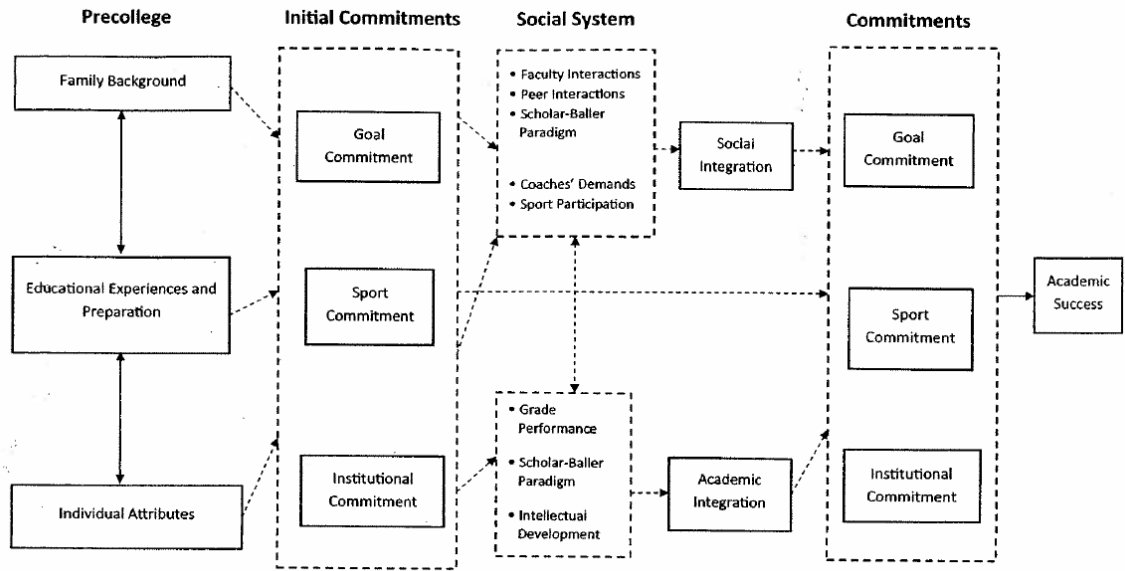 Precollege
Initial Commitments
Social System
Commitments
Family Background
Educational Experiences and
Preparation
Individual Attributes
Goal
Commitment
Sport
Commitment
Institutional
Commitment
• Faculty Interactions
• Peer Interactions
• Scholar-Baller
Paradigm
• Coaches' Demands
• Sport Participation
• Grade
Performance
• Scholar-Baller
Paradigm
• Intellectual
Development
Social
Integration
Academic
Integration
Goal
Commitment
Sport
Commitment
Institutional
Commitment
Academic
Success